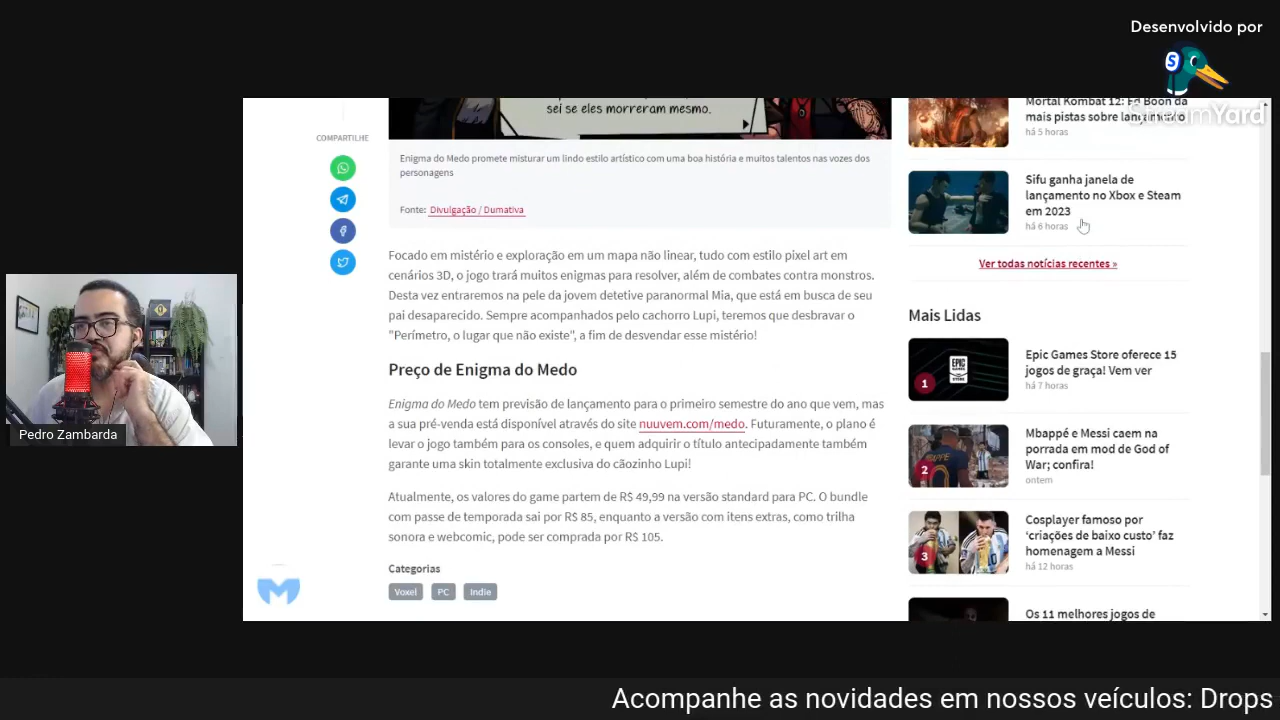 Desenvolvido por
S
StreamYard
sei se eles morreram mesmo.
COMPARTILHE
Enigma do Medo promete misturar um lindo estilo artístico com uma boa história e muitos talentos nas vozes dos
personagens
Fonte: Divulgação / Dumativa
Focado em mistério e exploração em um mapa não linear, tudo com estilo pixel art em
cenários 3D, o jogo trará muitos enigmas para resolver, além de combates contra monstros.
Desta vez entraremos na pele da jovem detetive paranormal Mia, que está em busca de seu
pai desaparecido. Sempre acompanhados pelo cachorro Lupi, teremos que desbravar o
"Perímetro, o lugar que não existe", a fim de desvendar esse mistério!
Preço de Enigma do Medo
Enigma do Medo tem previsão de lançamento para o primeiro semestre do ano que vem, mas
a sua pré-venda está disponível através do site nuuvem.com/medo. Futuramente, o plano é
levar o jogo também para os consoles, e quem adquirir o título antecipadamente também
garante uma skin totalmente exclusiva do cãozinho Lupi!
Atualmente, os valores do game partem de R$ 49,99 na versão standard para PC. O bundle
com passe de temporada sai por R$ 85, enquanto a versão com itens extras, como trilha
sonora e webcomic, pode ser comprada por R$ 105.
Categorias
Voxel PC Indie
Mortal Kombat 12: Ed Boon dá
mais pistas sobre lançamento
há 5 horas
Sifu ganha janela de
lançamento no Xbox e Steam
em 2023
há 6 horas
Ver todas notícias recentes »
Mais Lidas
EPIC
GAMES
1
Epic Games Store oferece 15
jogos de graça! Vem ver
há 7 horas
MBAPPÉ
2
Mbappé e Messi caem na
porrada em mod de God of
War; confira!
ontem
3
Cosplayer famoso por
‘criações de baixo custo’ faz
homenagem a Messi
há 12 horas
Os 11 melhores jogos de
Pedro Zambarda
Acompanhe as novidades em nossos veículos: Drops